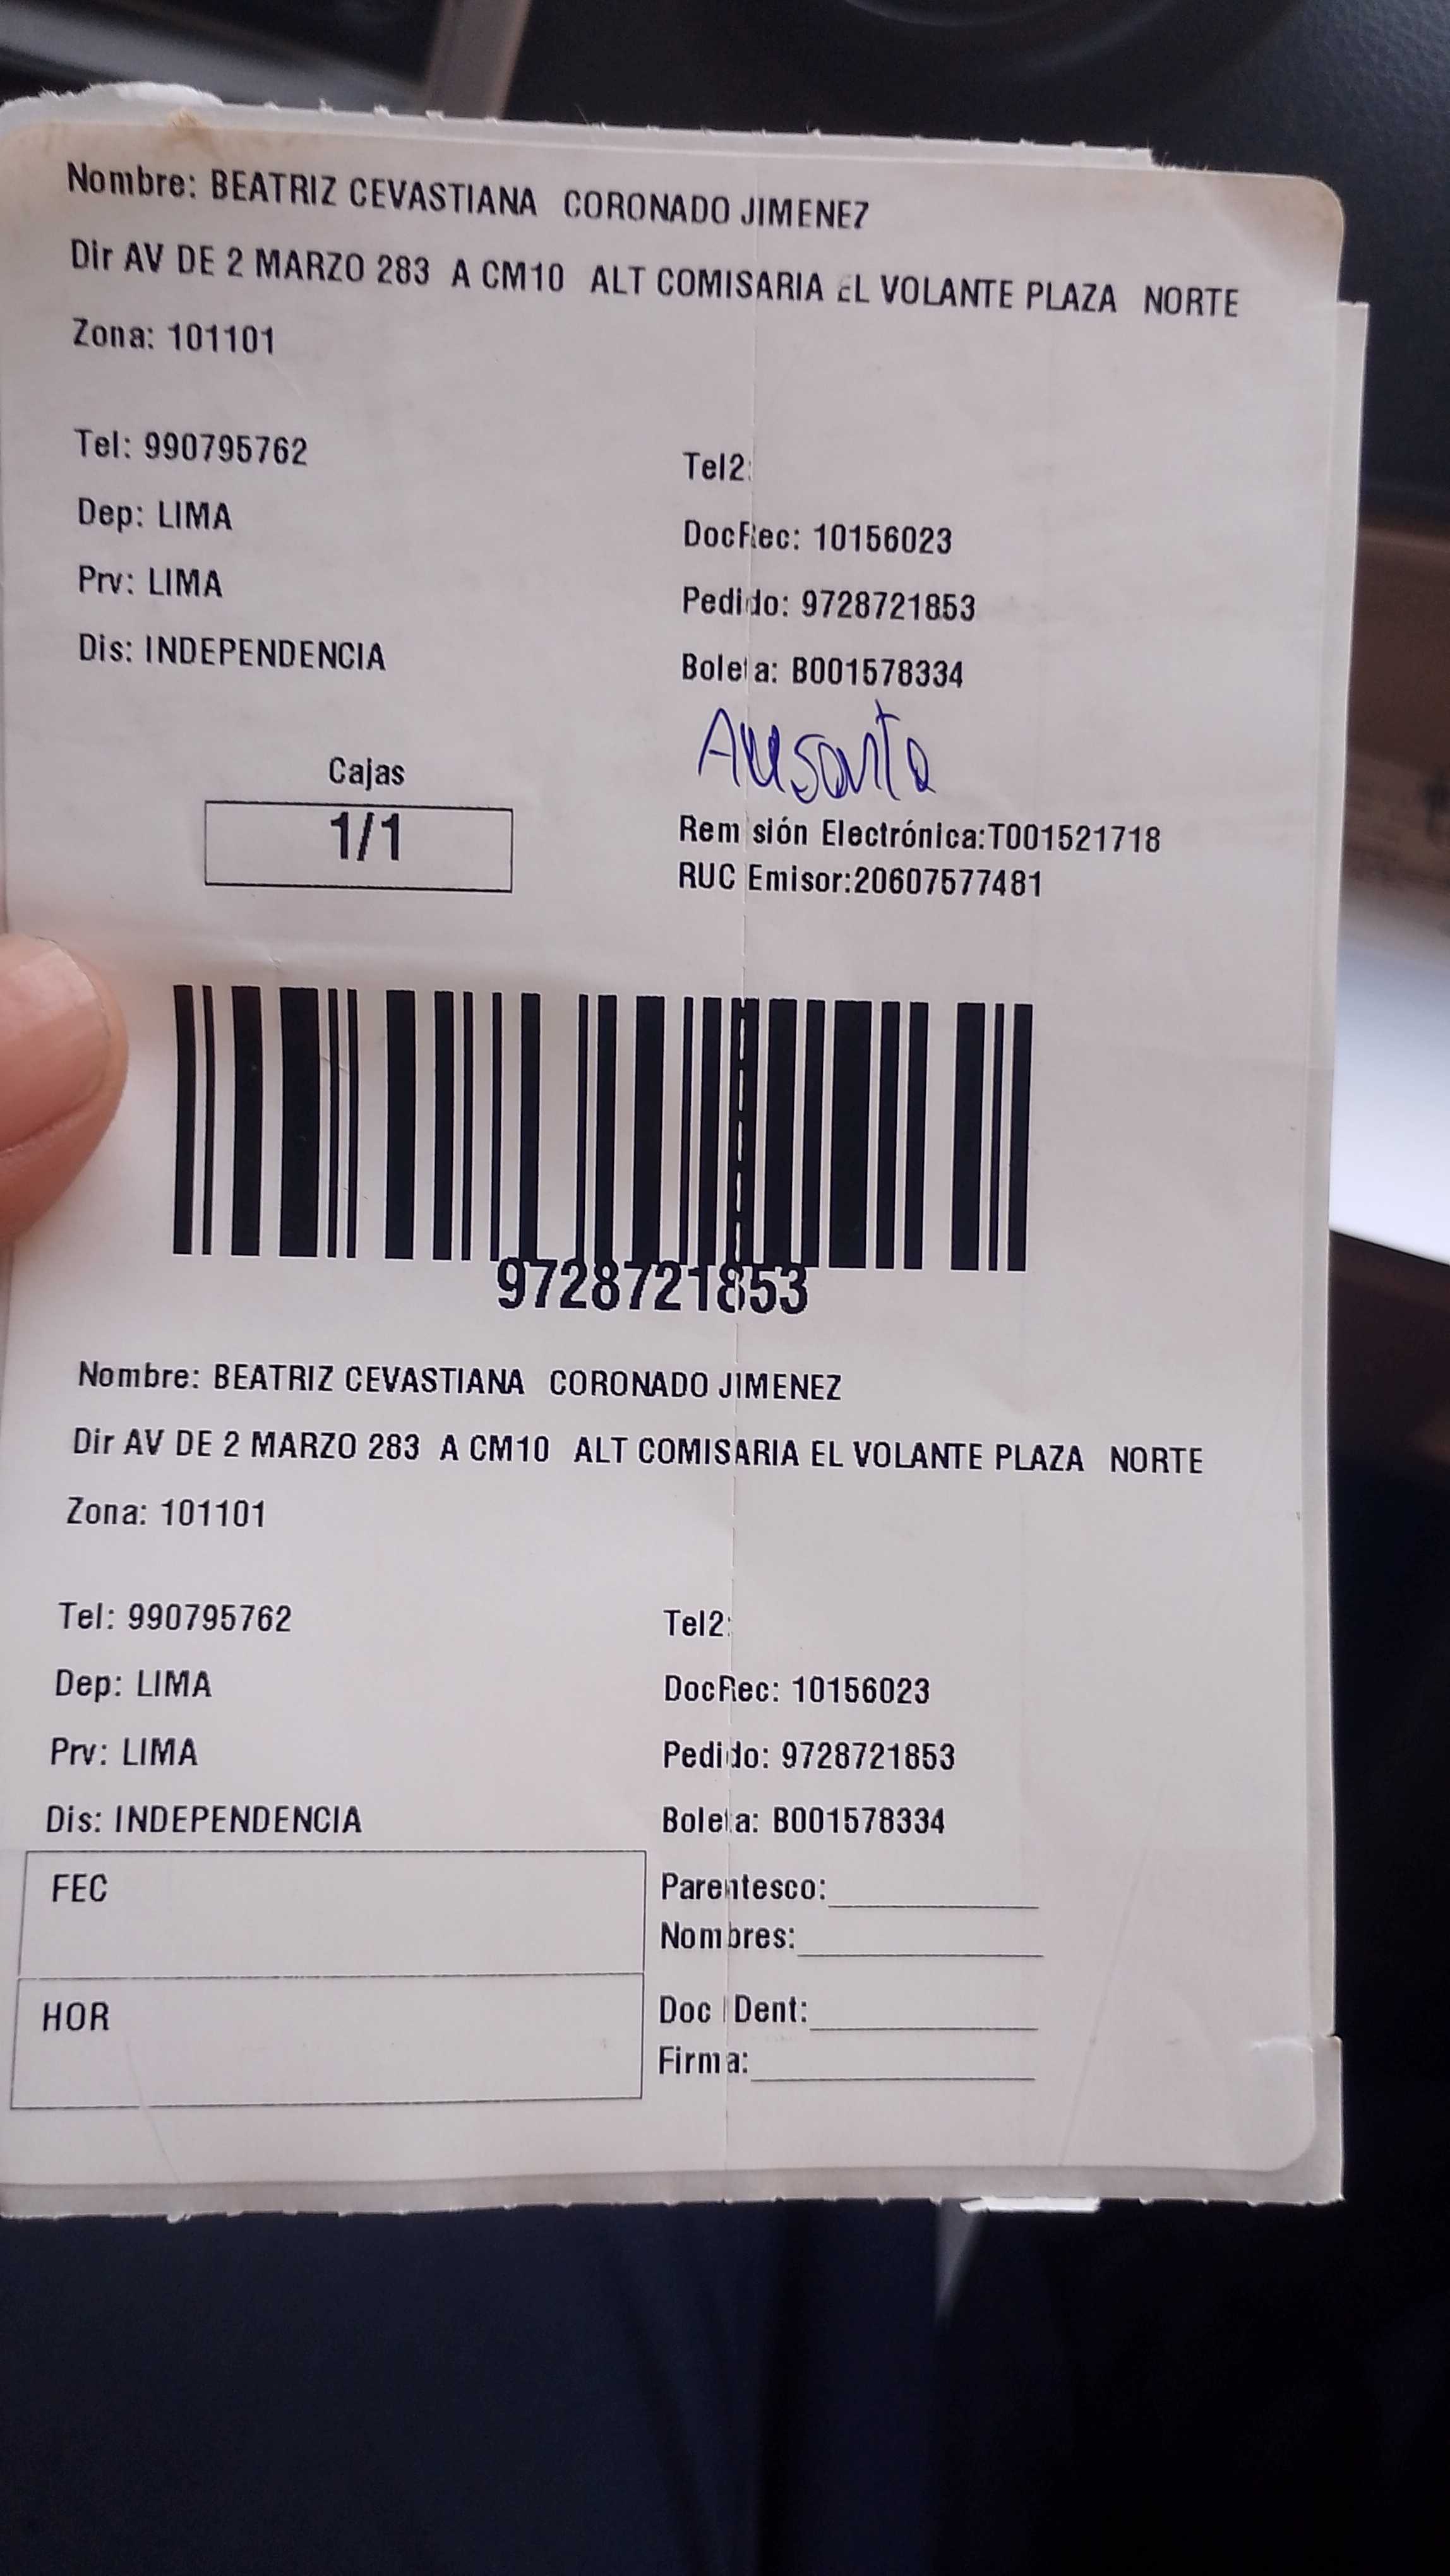 Nombre: BEATRIZ CEVASTIANA CORONADO JIMENEZ
Dir AV DE 2 MARZO 283 A CM10 ALT COMISARIA EL VOLANTE PLAZA NORTE
Zona: 101101
Tel: 990795762 Tel2:
Dep: LIMA DocRec: 10156023
Prv: LIMA Pedido: 9728721853
Dis: INDEPENDENCIA Boleta: B001578334
Cajas
1/1
Remisión Electrónica:T001521718
RUC Emisor:20607577481
9728721853
Nombre: BEATRIZ CEVASTIANA CORONADO JIMENEZ
Dir AV DE 2 MARZO 283 A CM10 ALT COMISARIA EL VOLANTE PLAZA NORTE
Zona: 101101
Tel: 990795762 Tel2:
Dep: LIMA DocRec: 10156023
Prv: LIMA Pedido: 9728721853
Dis: INDEPENDENCIA Boleta: B001578334
FEC Parentesco:
Nombres:
HOR Doc IDent:
Firma: